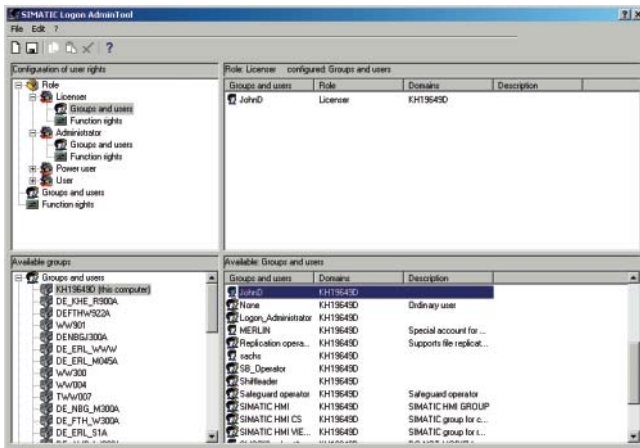 SIMATIC Logon AdminTool
File Edit ?
Configuration of user rights
Role
Licenser
Groups and users
Function rights
Administrator
Groups and users
Function rights
Power user
User
Groups and users
Function rights
Role: Licenser configured: Groups and users
Groups and users Role Domains Description
JohnD Licenser KH19649D
Available groups
Groups and users
KH19649D (this computer)
DE_KHE_R900A
DEFTHW922A
WW901
DENBGJ300A
DE_ERL_WWW
DE_ERL_M045A
WW300
WW004
TWW007
DE_NBG_M300A
DE_FTH_W300A
DE_ERL_S1A
Available: Groups and users
Groups and users Domains Description
JohnD KH19649D
None KH19649D Ordinary user
Logon_Administrator KH19649D
MERLIN KH19649D Special account for ...
Replication opera... KH19649D Supports file replicat...
sachs KH19649D
SB_Operator KH19649D
Shiftleader KH19649D
Safeguard operator KH19649D Safeguard operator
SIMATIC HMI KH19649D SIMATIC HMI GROUP
SIMATIC HMI CS KH19649D SIMATIC group for c...
SIMATIC HMI VIE... KH19649D SIMATIC group for r...